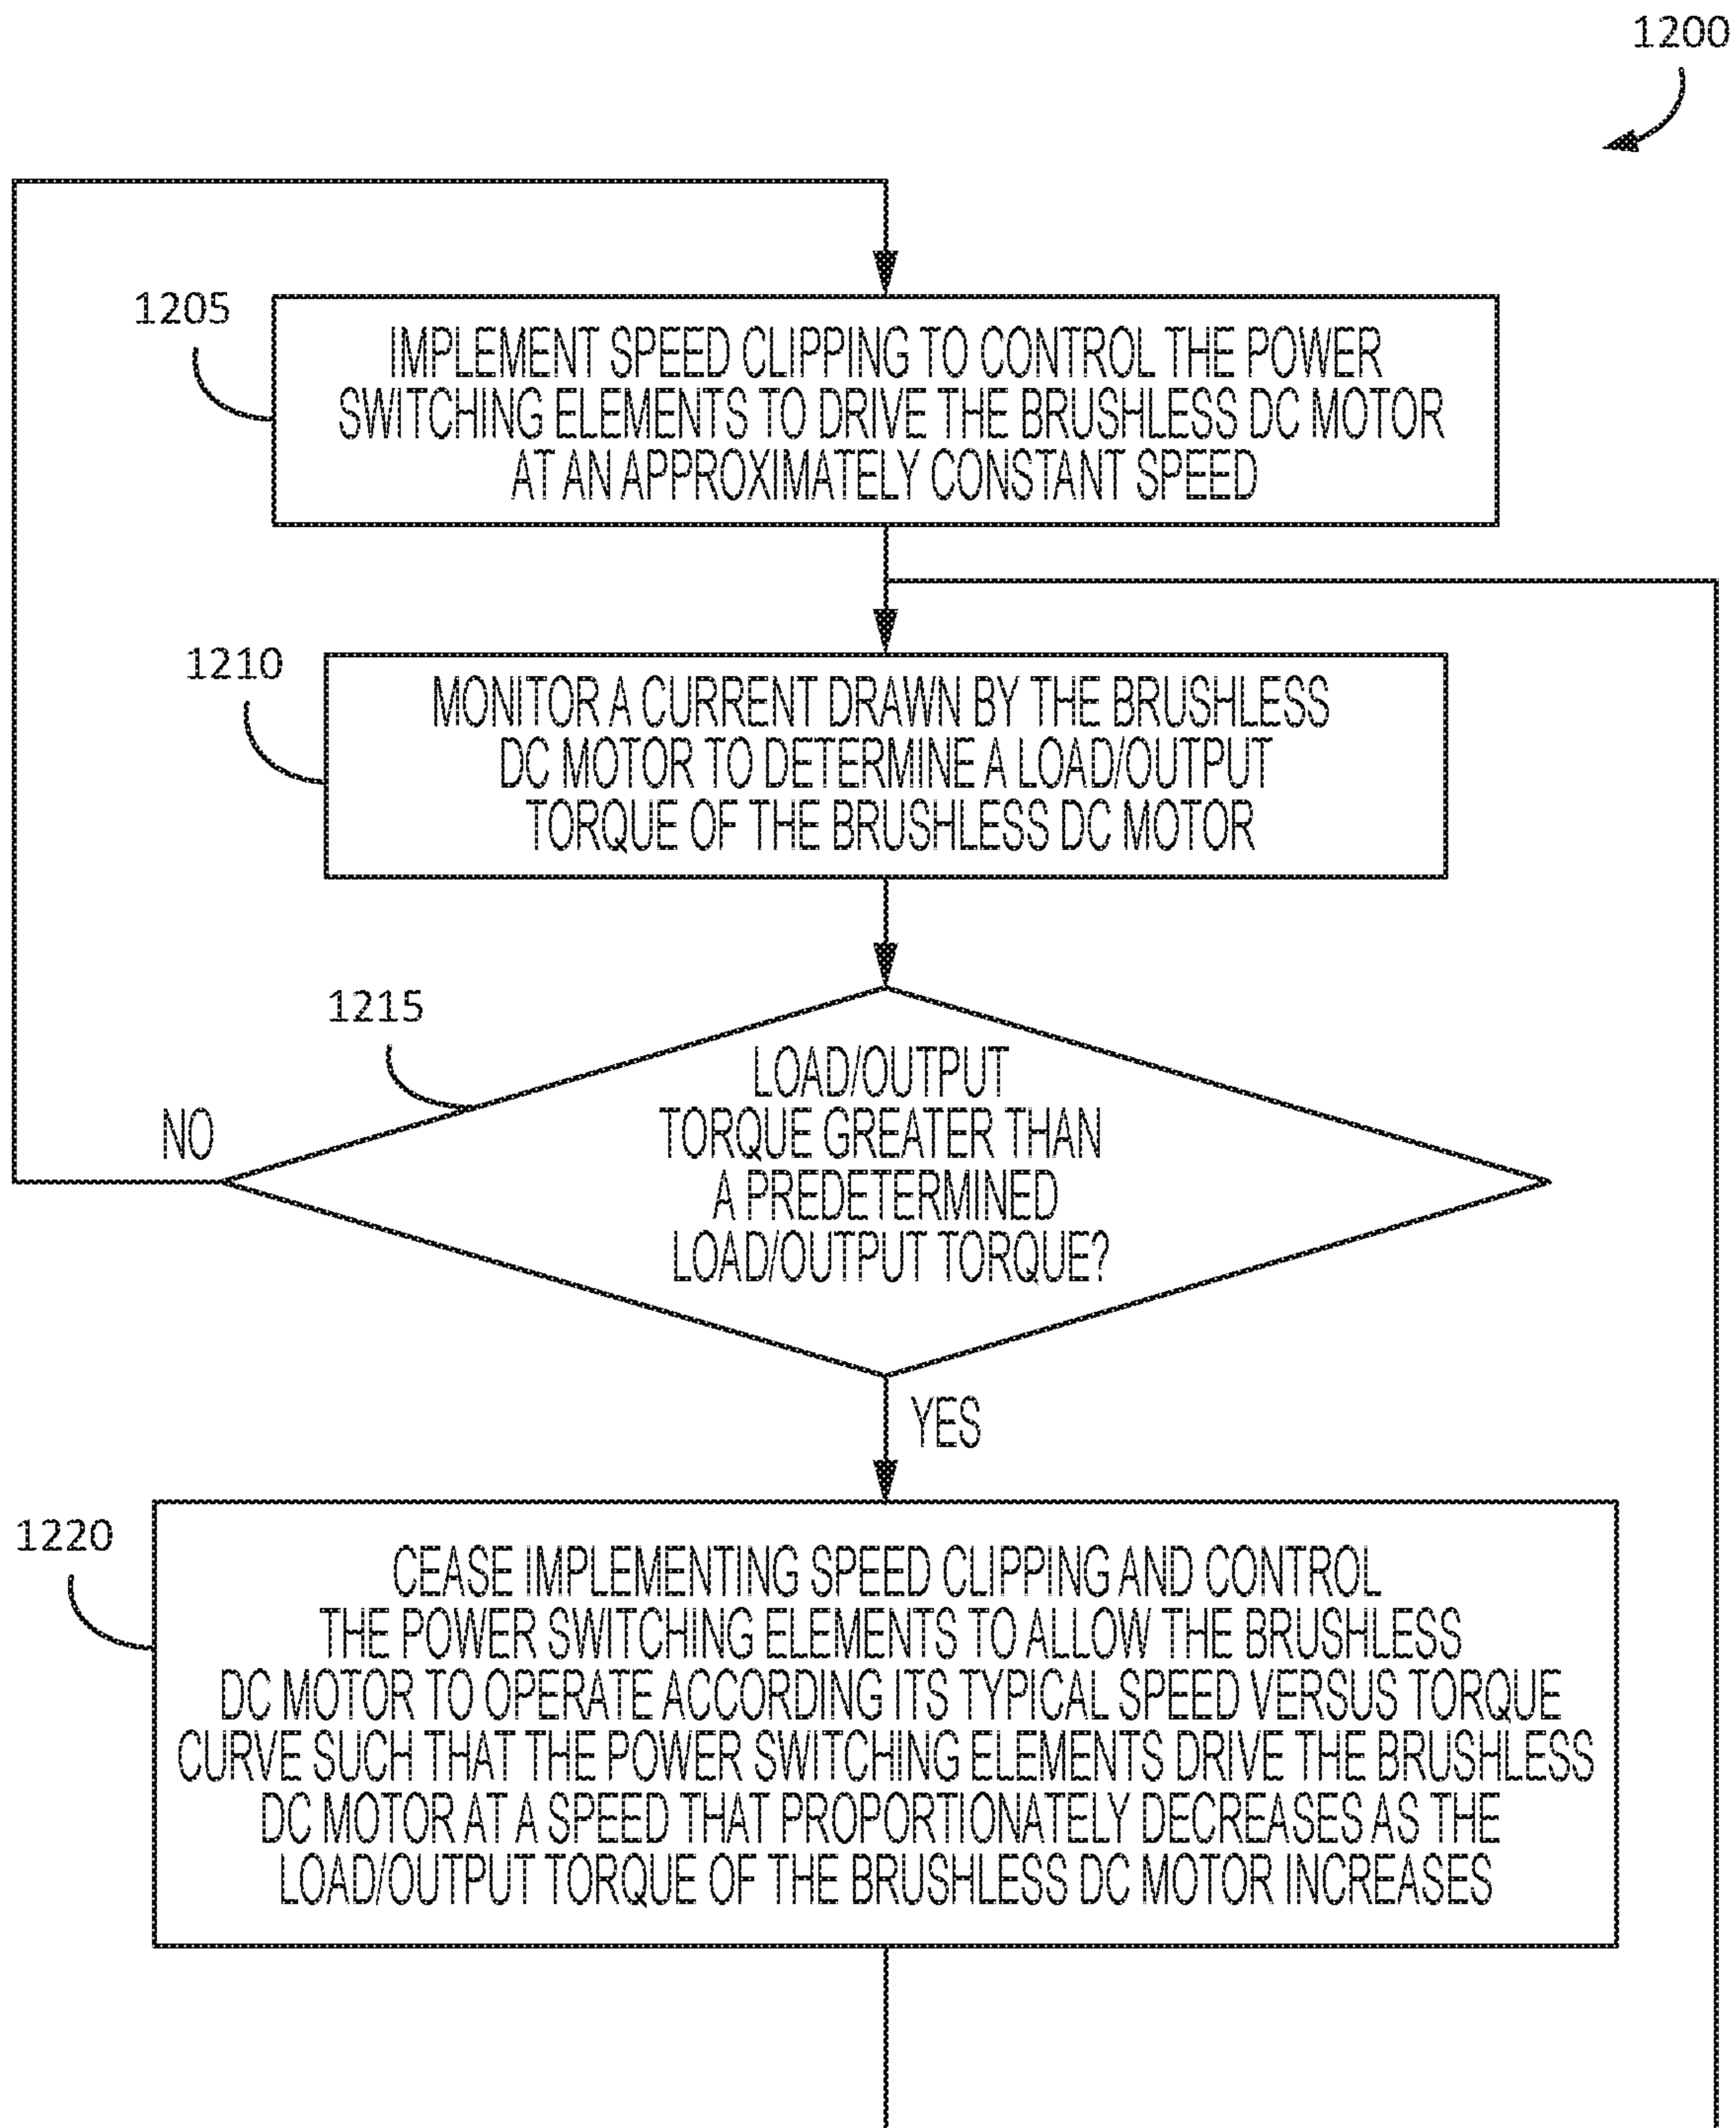 1200
1205
IMPLEMENT SPEED CLIPPING TO CONTROL THE POWER
SWITCHING ELEMENTS TO DRIVE THE BRUSHLESS DC MOTOR
AT AN APPROXIMATELY CONSTANT SPEED
1210
MONITOR A CURRENT DRAWN BY THE BRUSHLESS
DC MOTOR TO DETERMINE A LOAD/OUTPUT
TORQUE OF THE BRUSHLESS DC MOTOR
1215
LOAD/OUTPUT
TORQUE GREATER THAN
A PREDETERMINED
LOAD/OUTPUT TORQUE?
NO
YES
1220
CEASE IMPLEMENTING SPEED CLIPPING AND CONTROL
THE POWER SWITCHING ELEMENTS TO ALLOW THE BRUSHLESS
DC MOTOR TO OPERATE ACCORDING ITS TYPICAL SPEED VERSUS TORQUE
CURVE SUCH THAT THE POWER SWITCHING ELEMENTS DRIVE THE BRUSHLESS
DC MOTOR AT A SPEED THAT PROPORTIONATELY DECREASES AS THE
LOAD/OUTPUT TORQUE OF THE BRUSHLESS DC MOTOR INCREASES